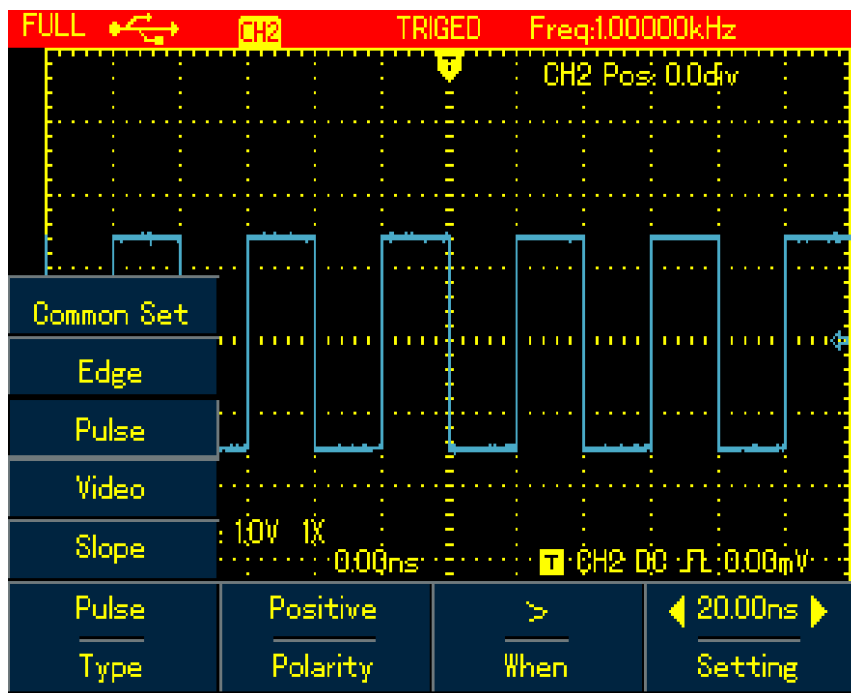 FULL CH2 TRIGED Freq:1.00000kHz
T
CH2 Pos: 0.0div
Common Set
Edge
Pulse
Video
Slope
: 1.0V 1X
0.00ns T CH2 DC 0.00mV
Pulse Positive > 20.00ns
Type Polarity When Setting